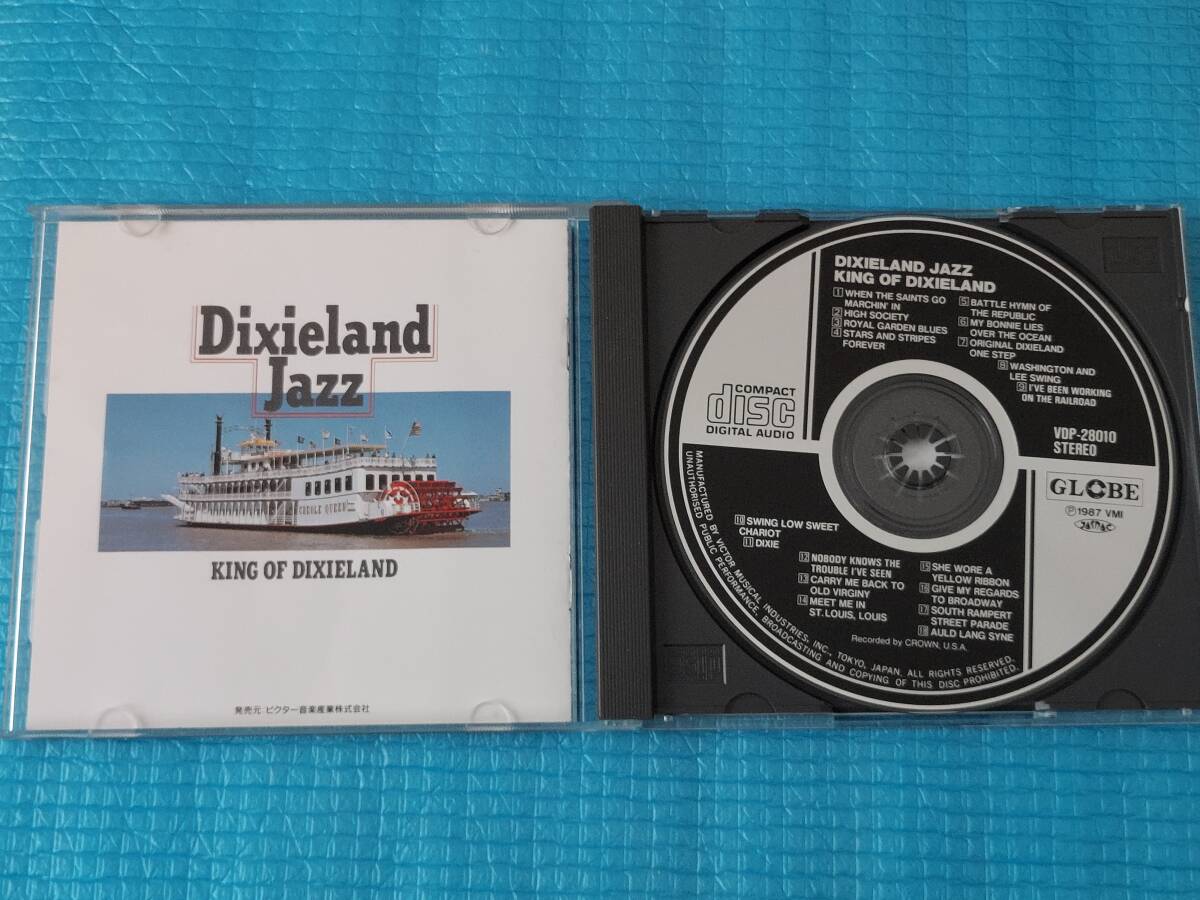 Dixieland
Jazz
CREOLE QUEEN
KING OF DIXIELAND
発売元:ビクター音楽産業株式会社
DIXIELAND JAZZ
KING OF DIXIELAND
1 WHEN THE SAINTS GO
MARCHIN' IN
2 HIGH SOCIETY
3 ROYAL GARDEN BLUES
4 STARS AND STRIPES
FOREVER
5 BATTLE HYMN OF
THE REPUBLIC
6 MY BONNIE LIES
OVER THE OCEAN
7 ORIGINAL DIXIELAND
ONE STEP
8 WASHINGTON AND
LEE SWING
9 I'VE BEEN WORKING
ON THE RAILROAD
COMPACT
disc
DIGITAL AUDIO
VDP-28010
STEREO
GLOBE
Ⓟ1987 VMI
JASRAC
10 SWING LOW SWEET
CHARIOT
11 DIXIE
12 NOBODY KNOWS THE
TROUBLE I'VE SEEN
13 CARRY ME BACK TO
OLD VIRGINY
14 MEET ME IN
ST. LOUIS, LOUIS
15 SHE WORE A
YELLOW RIBBON
16 GIVE MY REGARDS
TO BROADWAY
17 SOUTH RAMPERT
STREET PARADE
18 AULD LANG SYNE
Recorded by CROWN, U.S.A.
MANUFACTURED BY VICTOR MUSICAL INDUSTRIES, INC., TOKYO, JAPAN. ALL RIGHTS RESERVED.
UNAUTHORISED PUBLIC PERFORMANCE, BROADCASTING AND COPYING OF THIS DISC PROHIBITED.